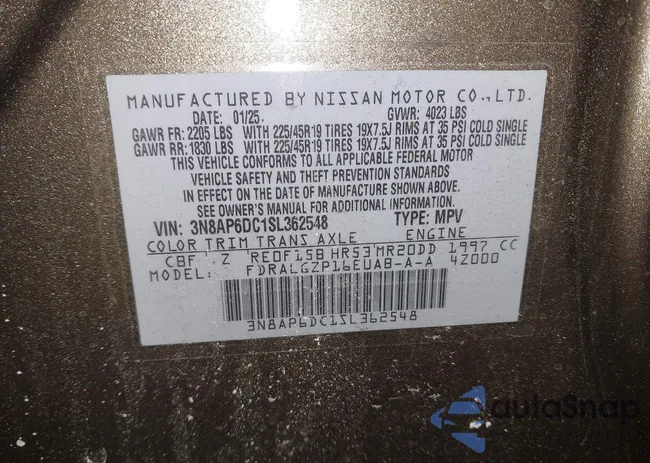 MANUFACTURED BY NISSAN MOTOR CO.,LTD.
DATE: 01/25. GVWR: 4023 LBS
GAWR FR: 2205 LBS WITH 225/45R19 TIRES 19X7.5J RIMS AT 35 PSI COLD SINGLE
GAWR RR: 1830 LBS WITH 225/45R19 TIRES 19X7.5J RIMS AT 35 PSI COLD SINGLE
THIS VEHICLE CONFORMS TO ALL APPLICABLE FEDERAL MOTOR
VEHICLE SAFETY AND THEFT PREVENTION STANDARDS
IN EFFECT ON THE DATE OF MANUFACTURE SHOWN ABOVE.
SEE OWNER'S MANUAL FOR ADDITIONAL INFORMATION
VIN: 3N8AP6DC1SL362548 TYPE: MPV
COLOR TRIM TRANS AXLE ENGINE
CBF Z RE0F15B HR53 MR20DD 1997 CC
MODEL: FDRALGZP16EUAB-A-A 4Z000
3N8AP6DC1SL362548
aulaSnap